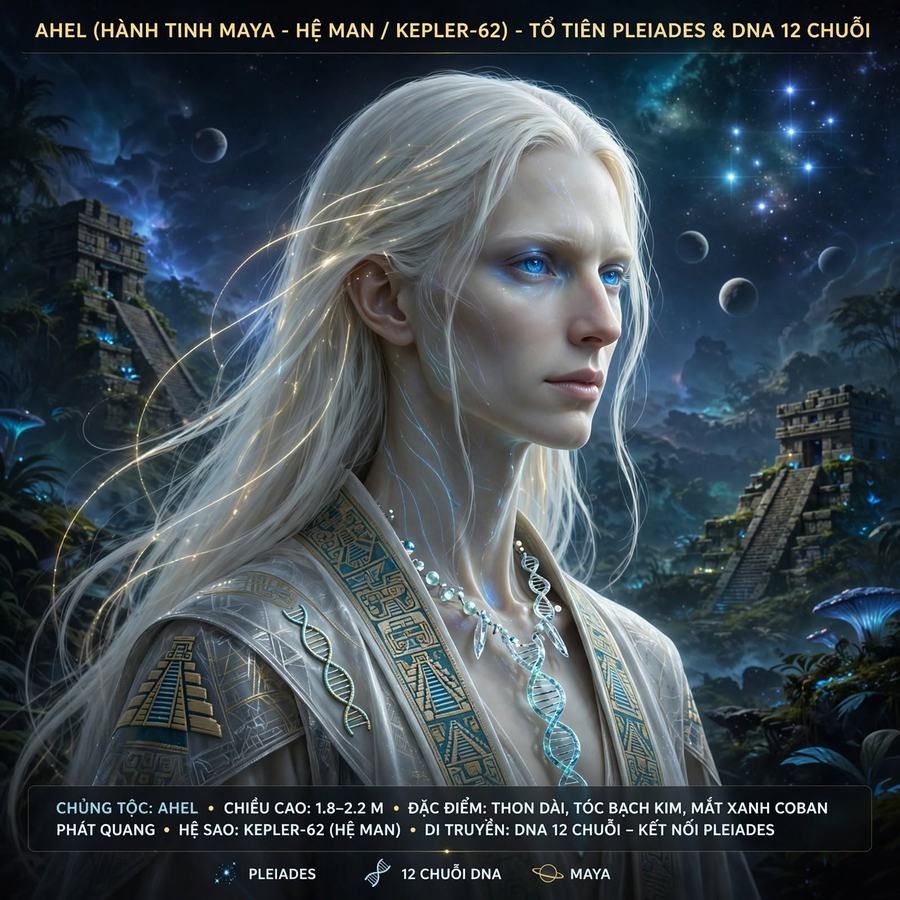 AHEL (HÀNH TINH MAYA - HỆ MAN / KEPLER-62) - TỔ TIÊN PLEIADES & DNA 12 CHUỖI
CHỦNG TỘC: AHEL • CHIỀU CAO: 1.8–2.2 M • ĐẶC ĐIỂM: THON DÀI, TÓC BẠCH KIM, MẮT XANH COBAN
PHÁT QUANG • HỆ SAO: KEPLER-62 (HỆ MAN) • DI TRUYỀN: DNA 12 CHUỖI – KẾT NỐI PLEIADES
PLEIADES
12 CHUỖI DNA
MAYA